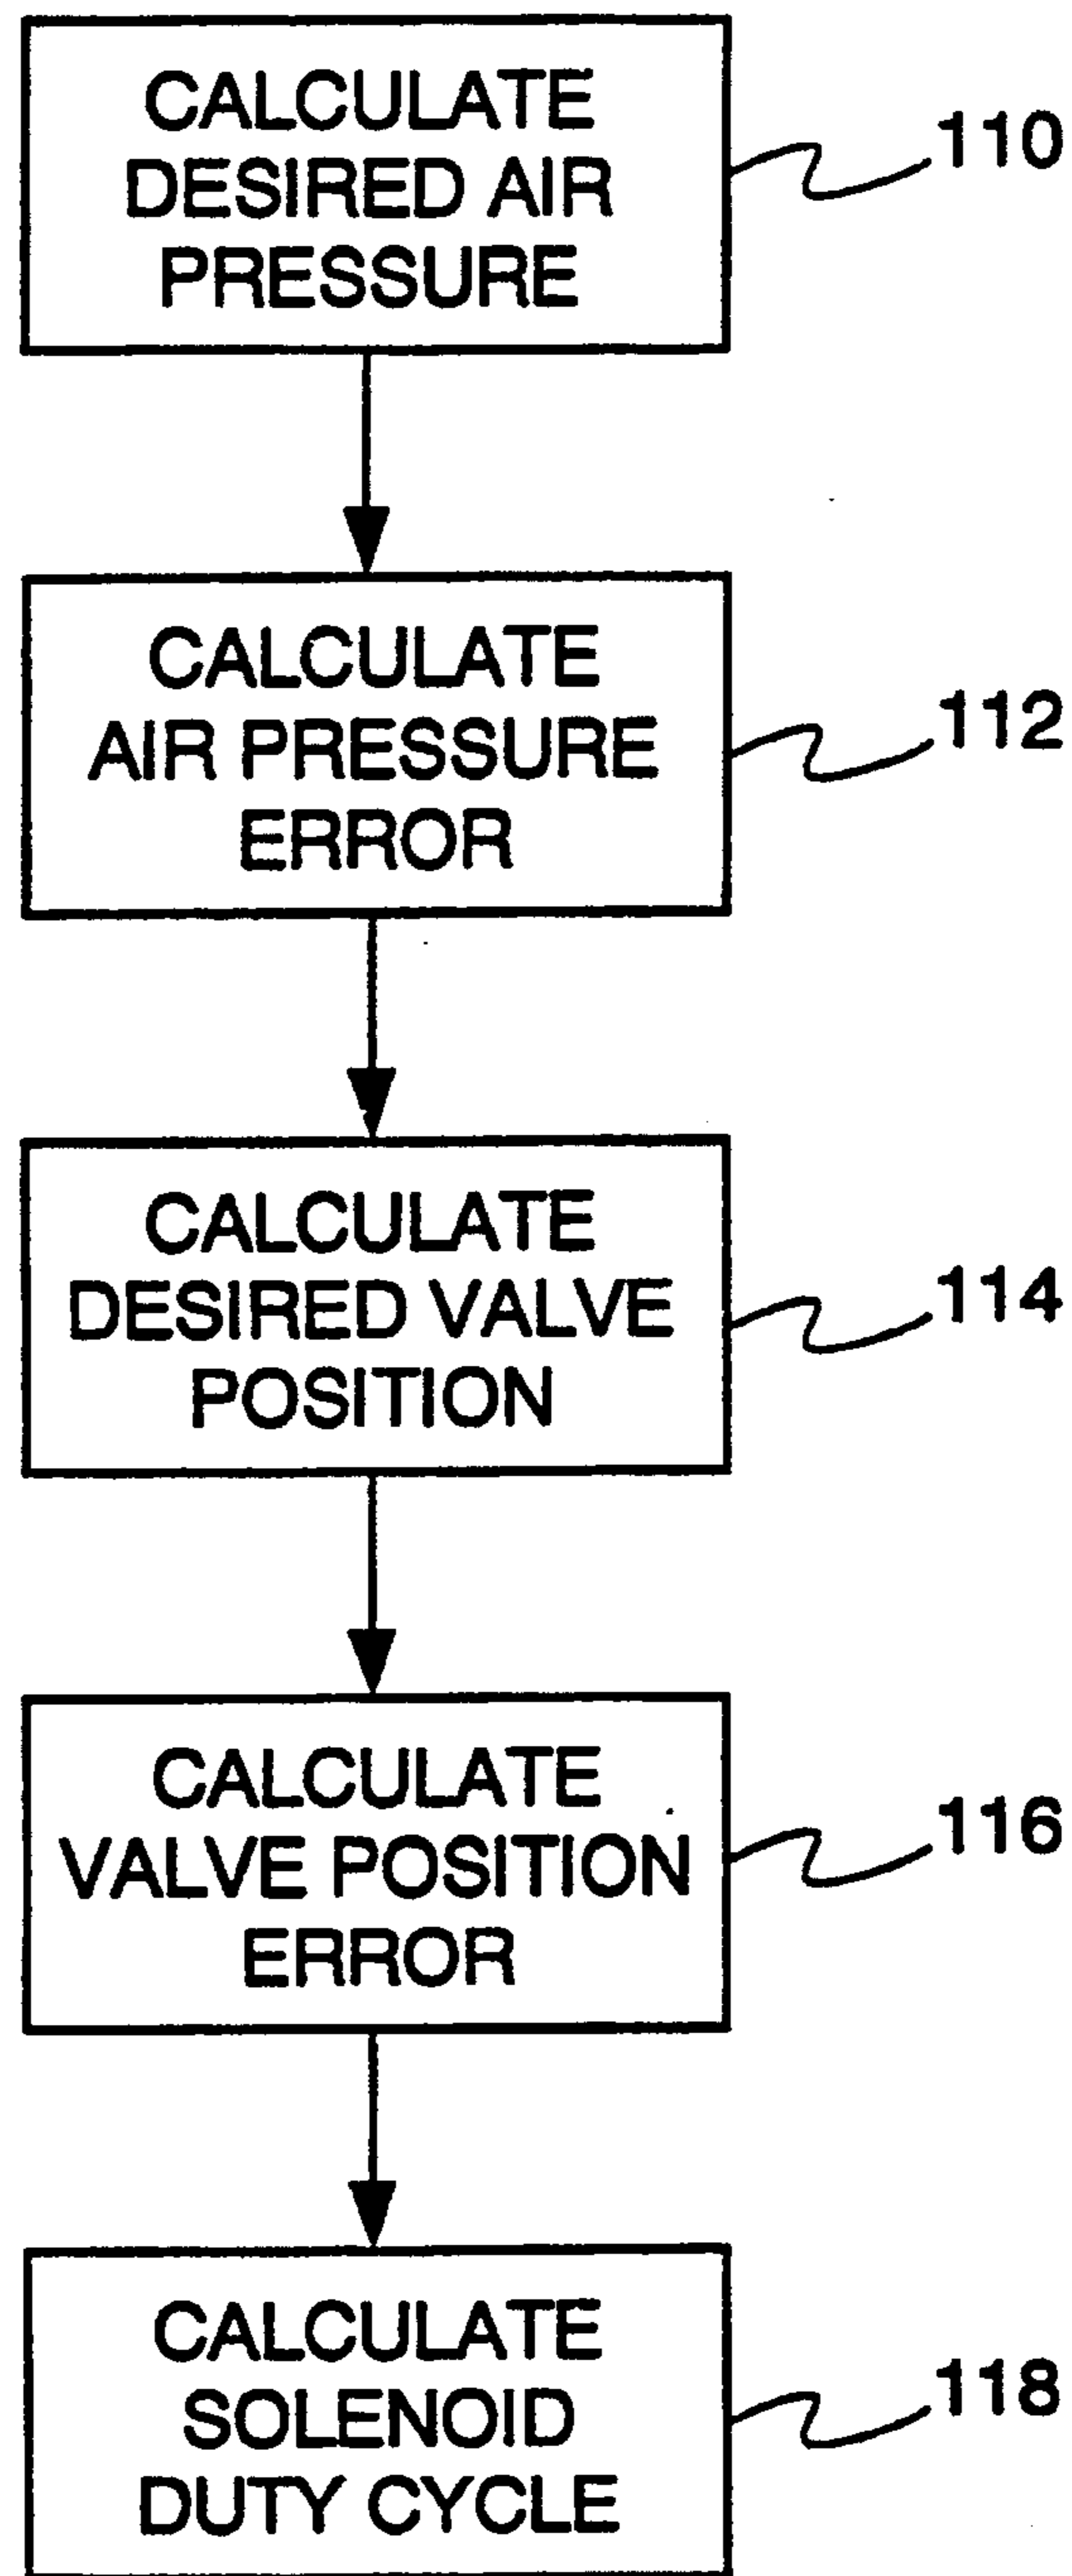 CALCULATE
DESIRED AIR
PRESSURE
110
CALCULATE
AIR PRESSURE
ERROR
112
CALCULATE
DESIRED VALVE
POSITION
114
CALCULATE
VALVE POSITION
ERROR
116
CALCULATE
SOLENOID
DUTY CYCLE
118